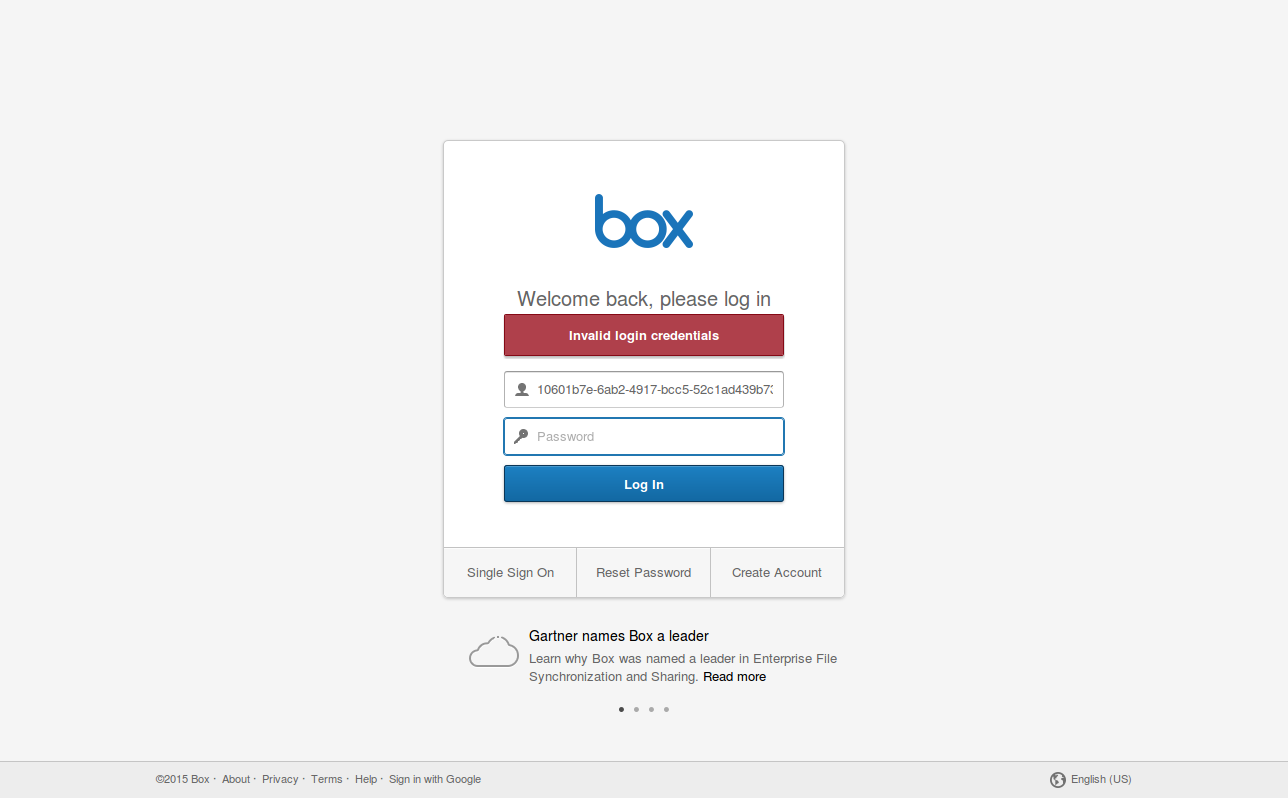 box
Welcome back, please log in
Invalid login credentials
10601b7e-6ab2-4917-bcc5-52c1ad439b73
Password
Log In
Single Sign On
Reset Password
Create Account
Gartner names Box a leader
Learn why Box was named a leader in Enterprise File
Synchronization and Sharing. Read more
©2015 Box · About · Privacy · Terms · Help · Sign in with Google
English (US)